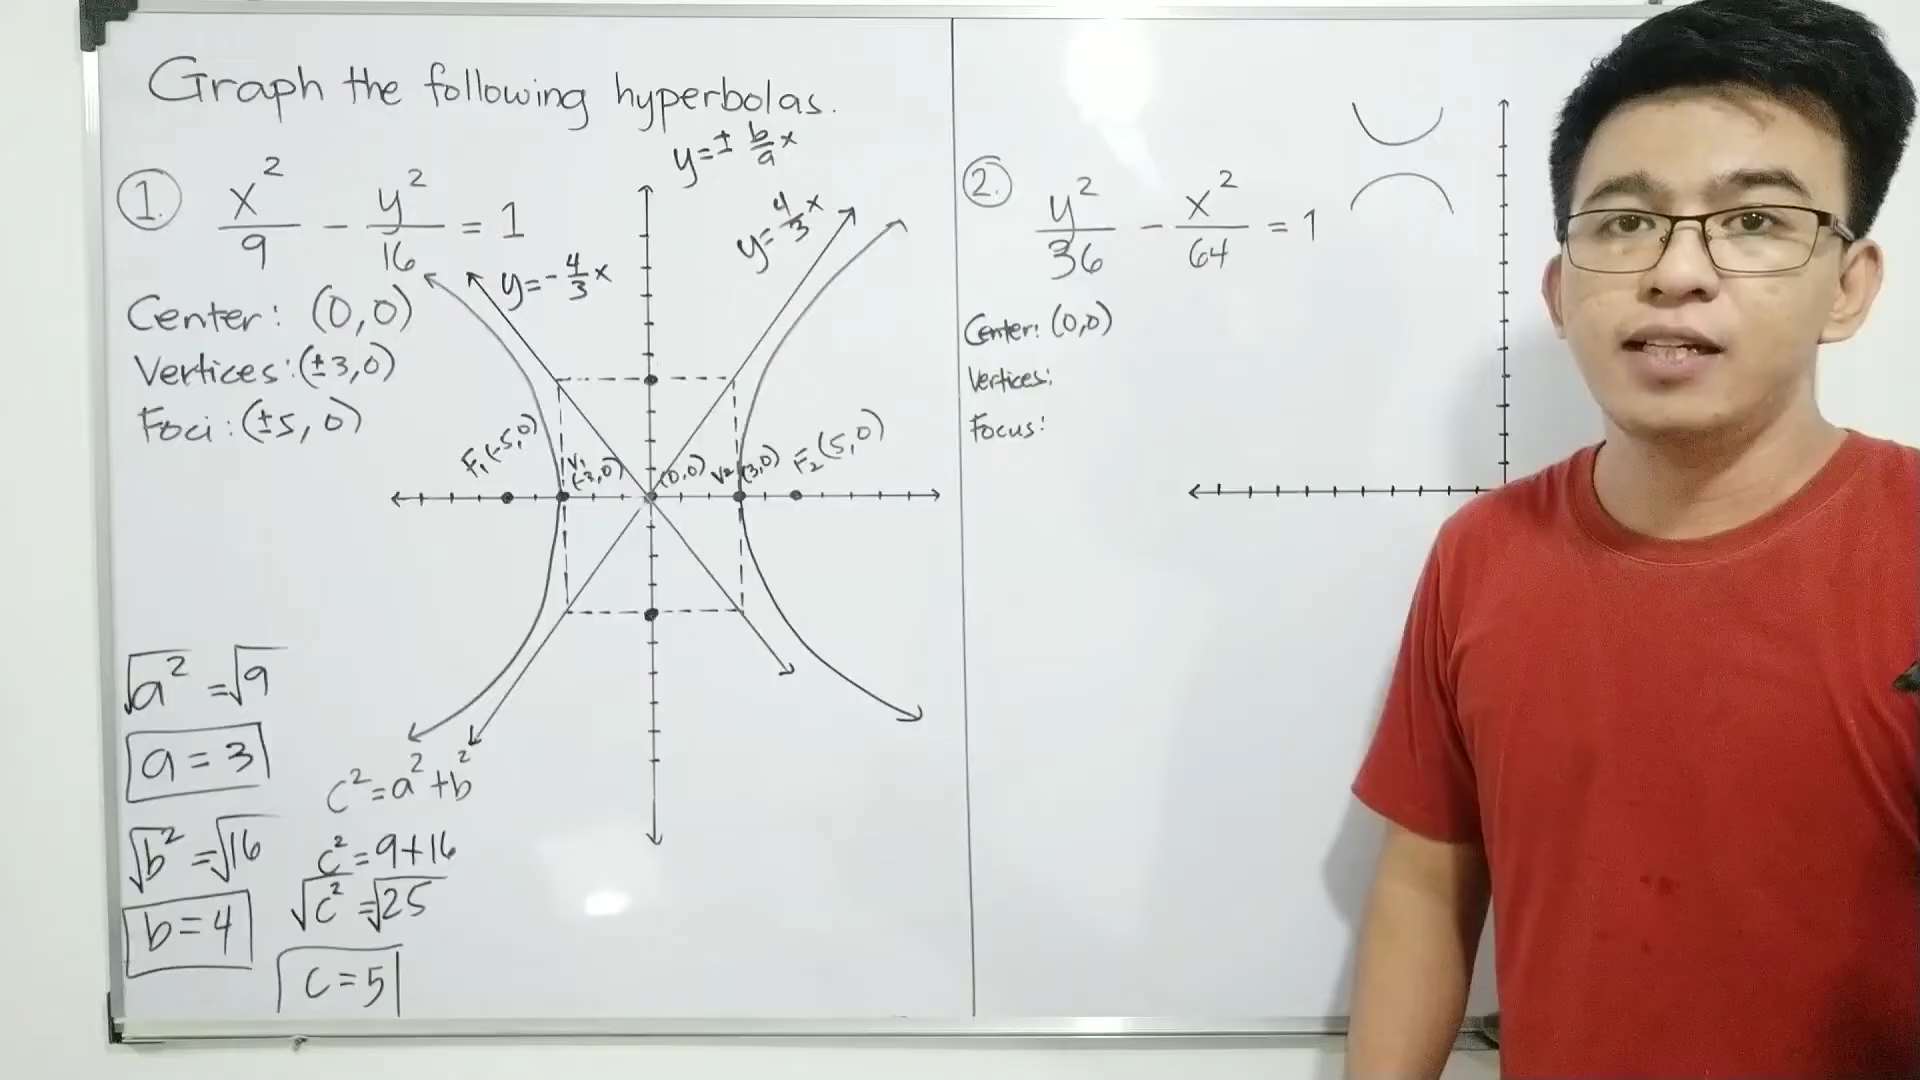 Graph the following hyperbolas.
y=± b/a x
1. x²/9 - y²/16 = 1
y=-4/3 x
y=4/3 x
Center: (0,0)
Vertices: (±3,0)
Foci: (±5,0)
F₁(-5,0)
V₁ (-3,0)
(0,0)
V₂ (3,0)
F₂(5,0)
√a² = √9
a = 3
√b² = √16
b = 4
c² = a² + b²
c² = 9+16
√c² = √25
c = 5
2. y²/36 - x²/64 = 1
Center: (0,0)
Vertices:
Focus: